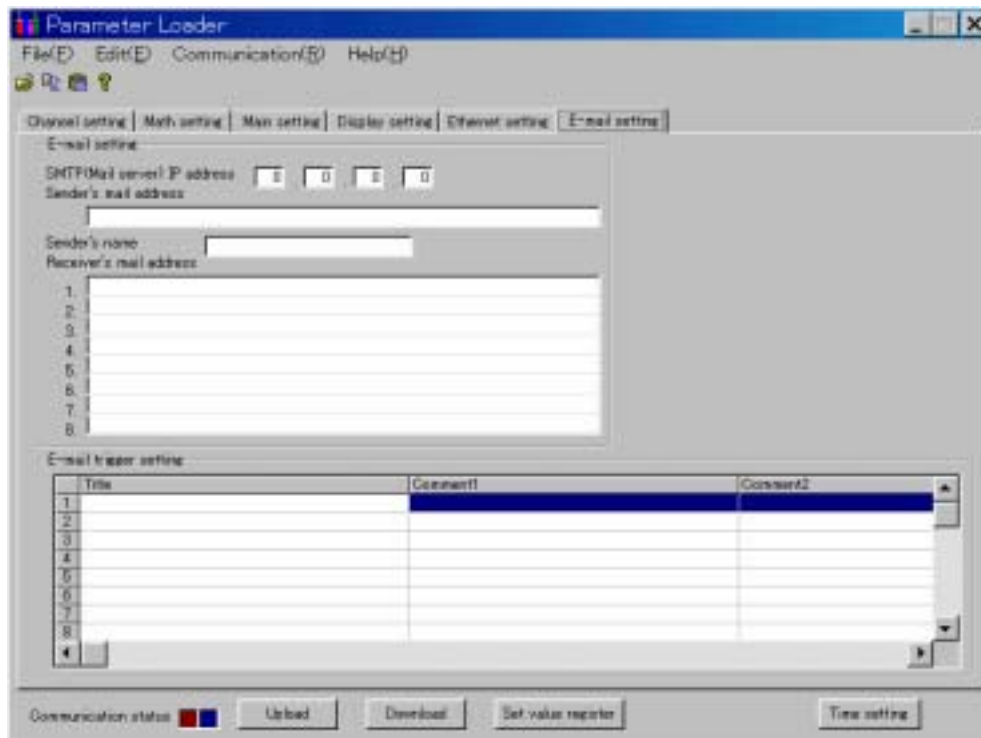 Parameter Loader
File(F) Edit(E) Communication(R) Help(H)
Channel setting Math setting Main setting Display setting Ethernet setting E-mail setting
E-mail setting
SMTP(Mail server) IP address 0 0 0 0
Sender's mail address
Sender's name
Receiver's mail address
1.
2.
3.
4.
5.
6.
7.
8.
E-mail trigger setting
Title Comment1 Comment2
1
2
3
4
5
6
7
8
Communication status Upload Download Set value register Time setting